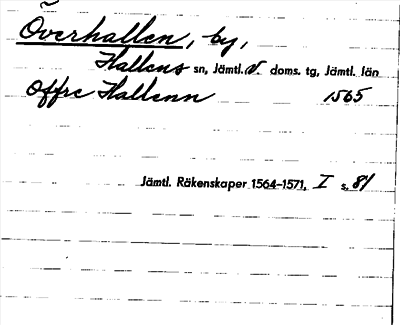 Överhallen, by,
Hallens sn, Jämtl. v. doms. tg, Jämtl. län
Offre Hallenn 1565
Jämtl. Räkenskaper 1564–1571, I s. 81